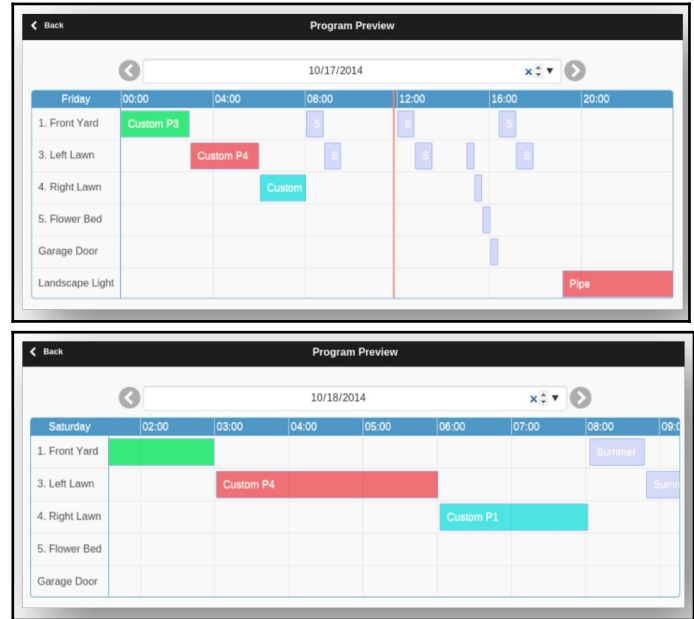 Back Program Preview
10/17/2014
Friday 00:00 04:00 08:00 12:00 16:00 20:00
1. Front Yard Custom P3 S S S
3. Left Lawn Custom P4 S S S
4. Right Lawn Custom
5. Flower Bed
Garage Door
Landscape Light Pipe
Back Program Preview
10/18/2014
Saturday 02:00 03:00 04:00 05:00 06:00 07:00 08:00 09:0
1. Front Yard Summer
3. Left Lawn Custom P4 Sum
4. Right Lawn Custom P1
5. Flower Bed
Garage Door